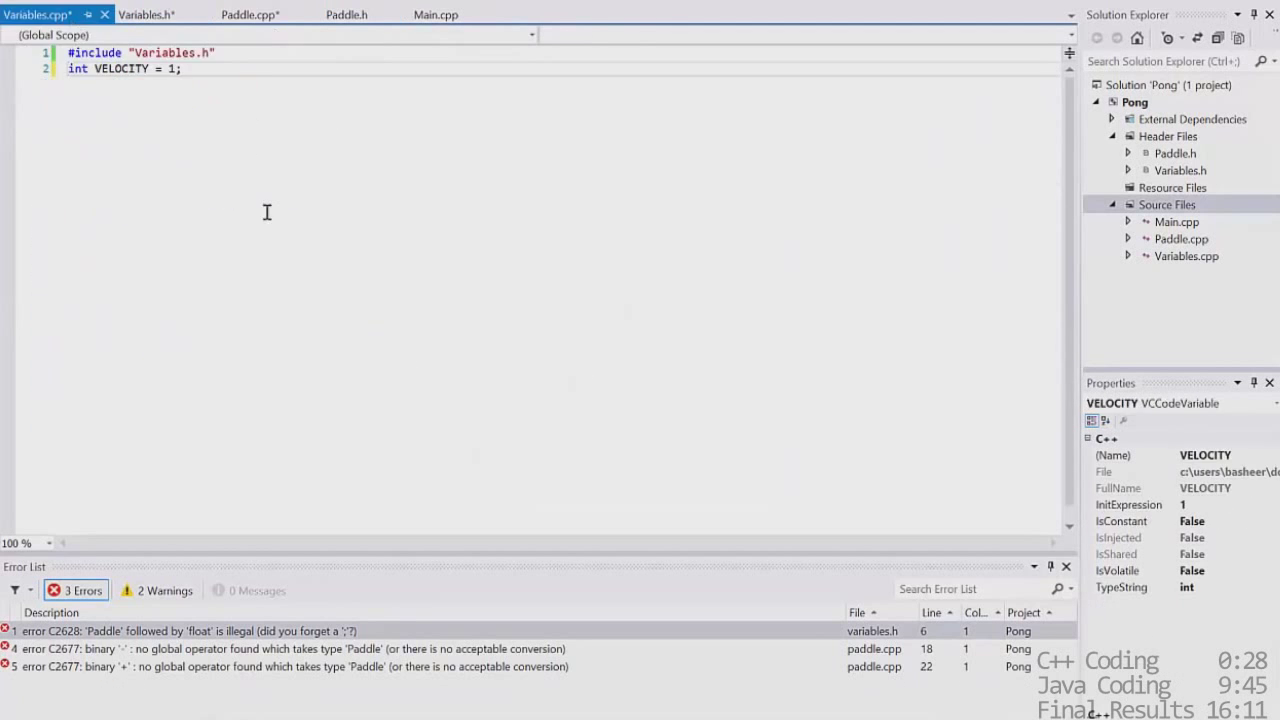 Variables.cpp* Variables.h* Paddle.cpp* Paddle.h Main.cpp
(Global Scope)
1 #include "Variables.h"
2 int VELOCITY = 1;
100 %
Solution Explorer
Search Solution Explorer (Ctrl+;)
Solution 'Pong' (1 project)
Pong
External Dependencies
Header Files
Paddle.h
Variables.h
Resource Files
Source Files
Main.cpp
Paddle.cpp
Variables.cpp
Properties
VELOCITY VCCodeVariable
C++
(Name) VELOCITY
File c:\users\basheer\do
FullName VELOCITY
InitExpression 1
IsConstant False
IsInjected False
IsShared False
IsVolatile False
TypeString int
C++
Error List
3 Errors 2 Warnings 0 Messages Search Error List
Description File Line Col... Project
1 error C2628: 'Paddle' followed by 'float' is illegal (did you forget a ';'?) variables.h 6 1 Pong
4 error C2677: binary '-' : no global operator found which takes type 'Paddle' (or there is no acceptable conversion) paddle.cpp 18 1 Pong
5 error C2677: binary '+' : no global operator found which takes type 'Paddle' (or there is no acceptable conversion) paddle.cpp 22 1 Pong
C++ Coding 0:28
Java Coding 9:45
Final Results 16:11